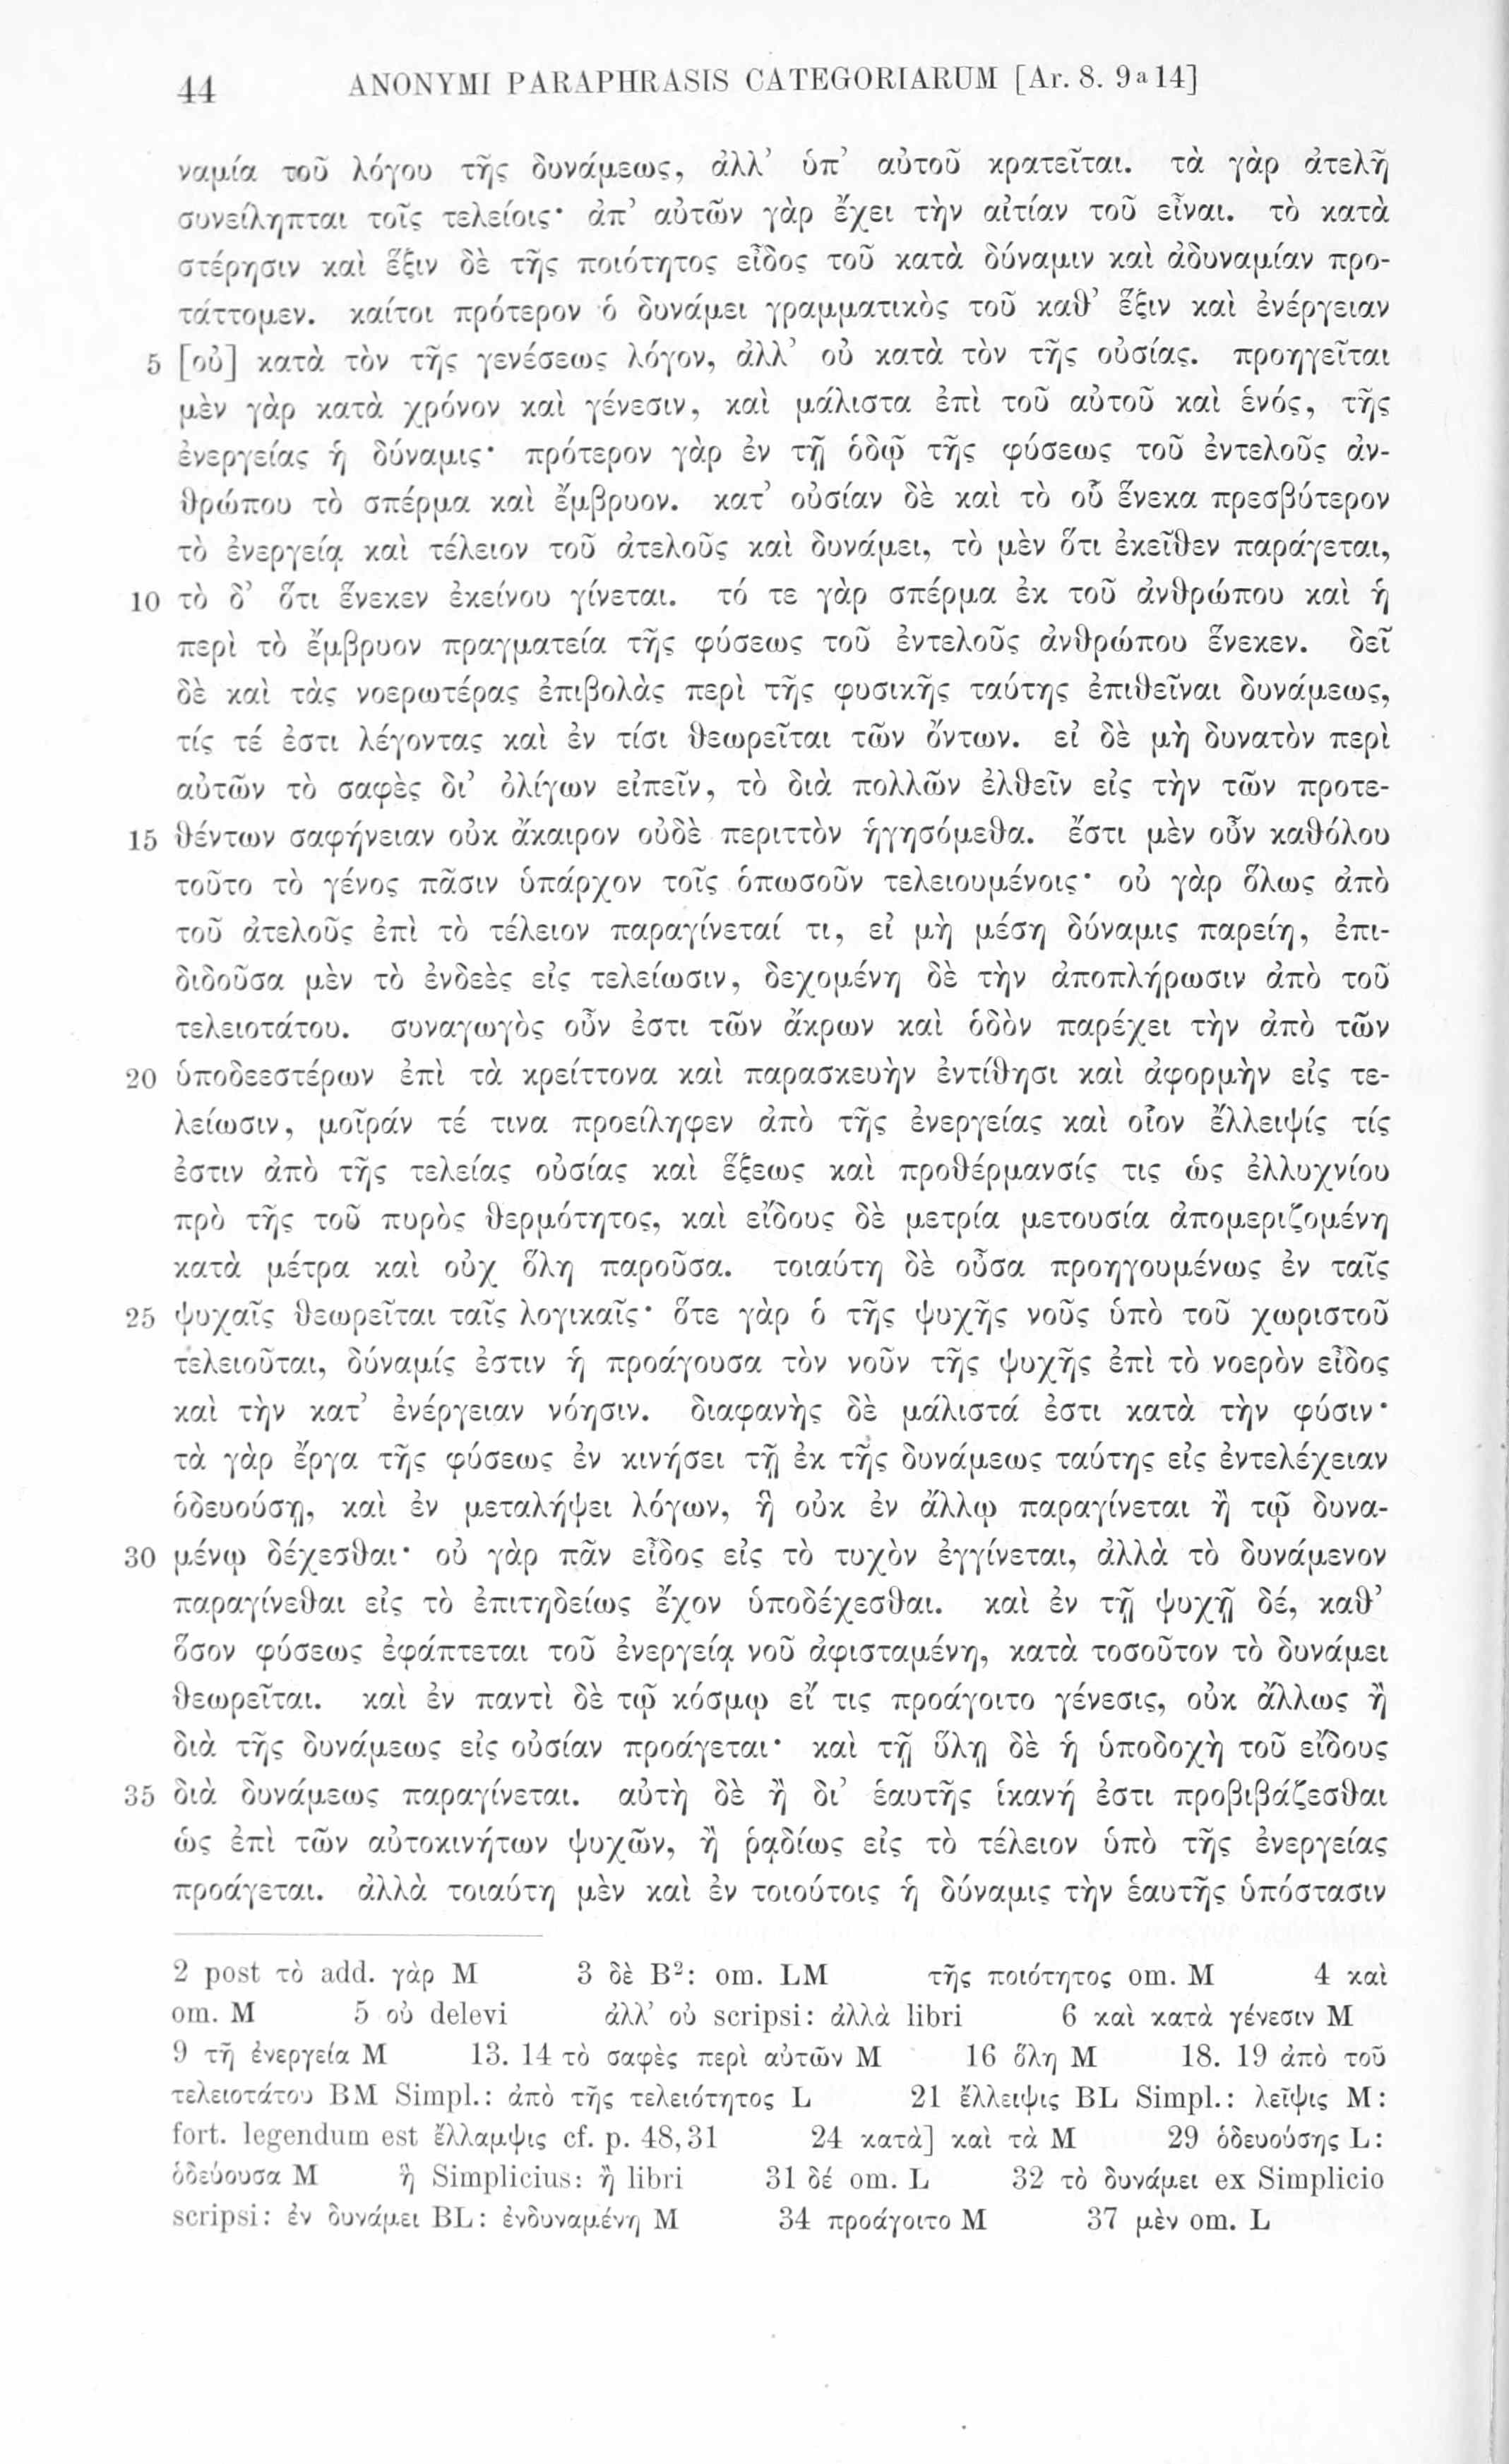 44 ANONYMI PARAPHRASIS CATEGORIARUM [Ar. 8. 9a14]
ναμία τοῦ λόγου τῆς δυνάμεως, ἀλλ’ ὑπ’ αὐτοῦ κρατεῖται. τὰ γὰρ ἀτελῆ
συνείληπται τοῖς τελείοις· ἀπ’ αὐτῶν γὰρ ἔχει τὴν αἰτίαν τοῦ εἶναι. τὸ κατὰ
στέρησιν καὶ ἕξιν δὲ τῆς ποιότητος εἶδος τοῦ κατὰ δύναμιν καὶ ἀδυναμίαν προ-
τάττομεν. καίτοι πρότερον ὁ δυνάμει γραμματικὸς τοῦ καθ’ ἕξιν καὶ ἐνέργειαν
5 [οὐ] κατὰ τὸν τῆς γενέσεως λόγον, ἀλλ’ οὐ κατὰ τὸν τῆς οὐσίας. προηγεῖται
μὲν γὰρ κατὰ χρόνον καὶ γένεσιν, καὶ μάλιστα ἐπὶ τοῦ αὐτοῦ καὶ ἑνός, τῆς
ἐνεργείας ἡ δύναμις· πρότερον γὰρ ἐν τῇ ὁδῷ τῆς φύσεως τοῦ ἐντελοῦς ἀν-
θρώπου τὸ σπέρμα καὶ ἔμβρυον. κατ’ οὐσίαν δὲ καὶ τὸ οὗ ἕνεκα πρεσβύτερον
τὸ ἐνεργείᾳ καὶ τέλειον τοῦ ἀτελοῦς καὶ δυνάμει, τὸ μὲν ὅτι ἐκεῖθεν παράγεται,
10 τὸ δ’ ὅτι ἕνεκεν ἐκείνου γίνεται. τό τε γὰρ σπέρμα ἐκ τοῦ ἀνθρώπου καὶ ἡ
περὶ τὸ ἔμβρυον πραγματεία τῆς φύσεως τοῦ ἐντελοῦς ἀνθρώπου ἕνεκεν. δεῖ
δὲ καὶ τὰς νοερωτέρας ἐπιβολὰς περὶ τῆς φυσικῆς ταύτης ἐπιθεῖναι δυνάμεως,
τίς τέ ἐστι λέγοντας καὶ ἐν τίσι θεωρεῖται τῶν ὄντων. εἰ δὲ μὴ δυνατὸν περὶ
αὐτῶν τὸ σαφὲς δι’ ὀλίγων εἰπεῖν, τὸ διὰ πολλῶν ἐλθεῖν εἰς τὴν τῶν προτε-
15 θέντων σαφήνειαν οὐκ ἄκαιρον οὐδὲ περιττὸν ἡγησόμεθα. ἔστι μὲν οὖν καθόλου
τοῦτο τὸ γένος πᾶσιν ὑπάρχον τοῖς ὁπωσοῦν τελειουμένοις· οὐ γὰρ ὅλως ἀπὸ
τοῦ ἀτελοῦς ἐπὶ τὸ τέλειον παραγίνεταί τι, εἰ μὴ μέση δύναμις παρείη, ἐπι-
διδοῦσα μὲν τὸ ἐνδεὲς εἰς τελείωσιν, δεχομένη δὲ τὴν ἀποπλήρωσιν ἀπὸ τοῦ
τελειοτάτου. συναγωγὸς οὖν ἐστι τῶν ἄκρων καὶ ὁδὸν παρέχει τὴν ἀπὸ τῶν
20 ὑποδεεστέρων ἐπὶ τὰ κρείττονα καὶ παρασκευὴν ἐντίθησι καὶ ἀφορμὴν εἰς τε-
λείωσιν, μοῖράν τέ τινα προείληφεν ἀπὸ τῆς ἐνεργείας καὶ οἷον ἔλλειψίς τίς
ἐστιν ἀπὸ τῆς τελείας οὐσίας καὶ ἕξεως καὶ προθέρμανσίς τις ὡς ἐλλυχνίου
πρὸ τῆς τοῦ πυρὸς θερμότητος, καὶ εἴδους δὲ μετρία μετουσία ἀπομεριζομένη
κατὰ μέτρα καὶ οὐχ ὅλη παροῦσα. τοιαύτη δὲ οὖσα προηγουμένως ἐν ταῖς
25 ψυχαῖς θεωρεῖται ταῖς λογικαῖς· ὅτε γὰρ ὁ τῆς ψυχῆς νοῦς ὑπὸ τοῦ χωριστοῦ
τελειοῦται, δύναμίς ἐστιν ἡ προάγουσα τὸν νοῦν τῆς ψυχῆς ἐπὶ τὸ νοερὸν εἶδος
καὶ τὴν κατ’ ἐνέργειαν νόησιν. διαφανὴς δὲ μάλιστά ἐστι κατὰ τὴν φύσιν·
τὰ γὰρ ἔργα τῆς φύσεως ἐν κινήσει τῇ ἐκ τῆς δυνάμεως ταύτης εἰς ἐντελέχειαν
ὁδευούσῃ, καὶ ἐν μεταλήψει λόγων, ἣ οὐκ ἐν ἄλλῳ παραγίνεται ἢ τῷ δυνα-
30 μένῳ δέχεσθαι· οὐ γὰρ πᾶν εἶδος εἰς τὸ τυχὸν ἐγγίνεται, ἀλλὰ τὸ δυνάμενον
παραγίνεθαι εἰς τὸ ἐπιτηδείως ἔχον ὑποδέχεσθαι. καὶ ἐν τῇ ψυχῇ δέ, καθ’
ὅσον φύσεως ἐφάπτεται τοῦ ἐνεργείᾳ νοῦ ἀφισταμένη, κατὰ τοσοῦτον τὸ δυνάμει
θεωρεῖται. καὶ ἐν παντὶ δὲ τῷ κόσμῳ εἴ τις προάγοιτο γένεσις, οὐκ ἄλλως ἢ
διὰ τῆς δυνάμεως εἰς οὐσίαν προάγεται· καὶ τῇ ὕλῃ δὲ ἡ ὑποδοχὴ τοῦ εἴδους
35 διὰ δυνάμεως παραγίνεται. αὐτὴ δὲ ἢ δι’ ἑαυτῆς ἱκανή ἐστι προβιβάζεσθαι
ὡς ἐπὶ τῶν αὐτοκινήτων ψυχῶν, ἢ ῥᾳδίως εἰς τὸ τέλειον ὑπὸ τῆς ἐνεργείας
προάγεται. ἀλλὰ τοιαύτη μὲν καὶ ἐν τοιούτοις ἡ δύναμις τὴν ἑαυτῆς ὑπόστασιν
2 post τὸ add. γὰρ M 3 δὲ B²: om. LM τῆς ποιότητος om. M 4 καὶ
om. M 5 οὐ delevi ἀλλ’ οὐ scripsi: ἀλλὰ libri 6 καὶ κατὰ γένεσιν M
9 τῆ ἐνεργεία M 13. 14 τὸ σαφὲς περὶ αὐτῶν M 16 ὅλη M 18. 19 ἀπὸ τοῦ
τελειοτάτου BM Simpl.: ἀπὸ τῆς τελειότητος L 21 ἔλλειψις BL Simpl.: λεῖψις M:
fort. legendum est ἔλλαμψις cf. p. 48,31 24 κατὰ] καὶ τὰ M 29 ὁδευούσης L:
ὁδεύουσα M ἣ Simplicius: ἢ libri 31 δέ om. L 32 τὸ δυνάμει ex Simplicio
scripsi: ἐν δυνάμει BL: ἐνδυναμένη M 34 προάγοιτο M 37 μὲν om. L